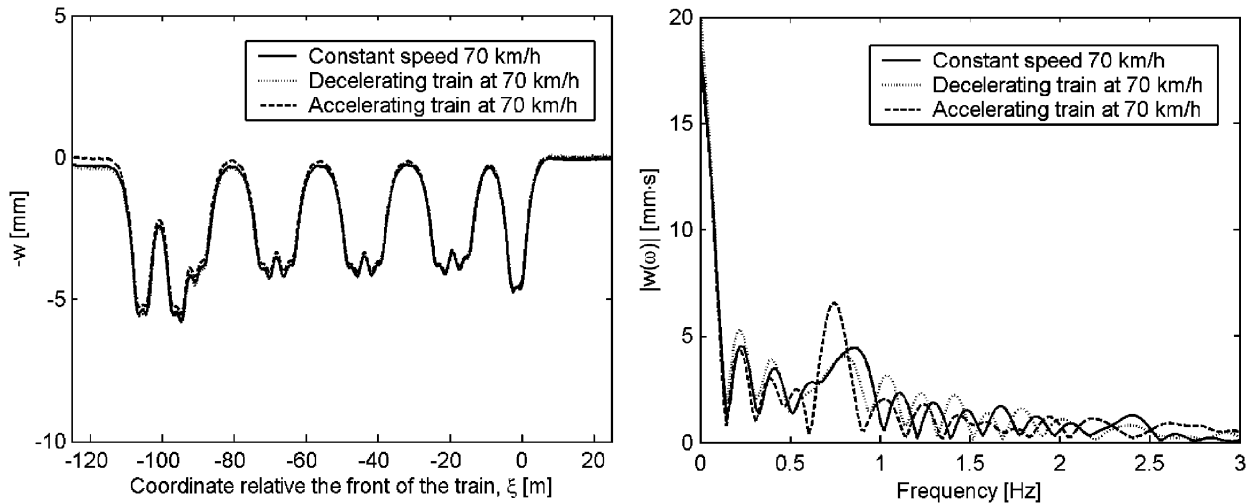 5
0
-5
-10
-w [mm]
Constant speed 70 km/h
Decelerating train at 70 km/h
Accelerating train at 70 km/h
-120 -100 -80 -60 -40 -20 0 20
Coordinate relative the front of the train, ξ [m]
20
15
10
5
0
|w(ω)| [mm·s]
Constant speed 70 km/h
Decelerating train at 70 km/h
Accelerating train at 70 km/h
0 0.5 1 1.5 2 2.5 3
Frequency [Hz]